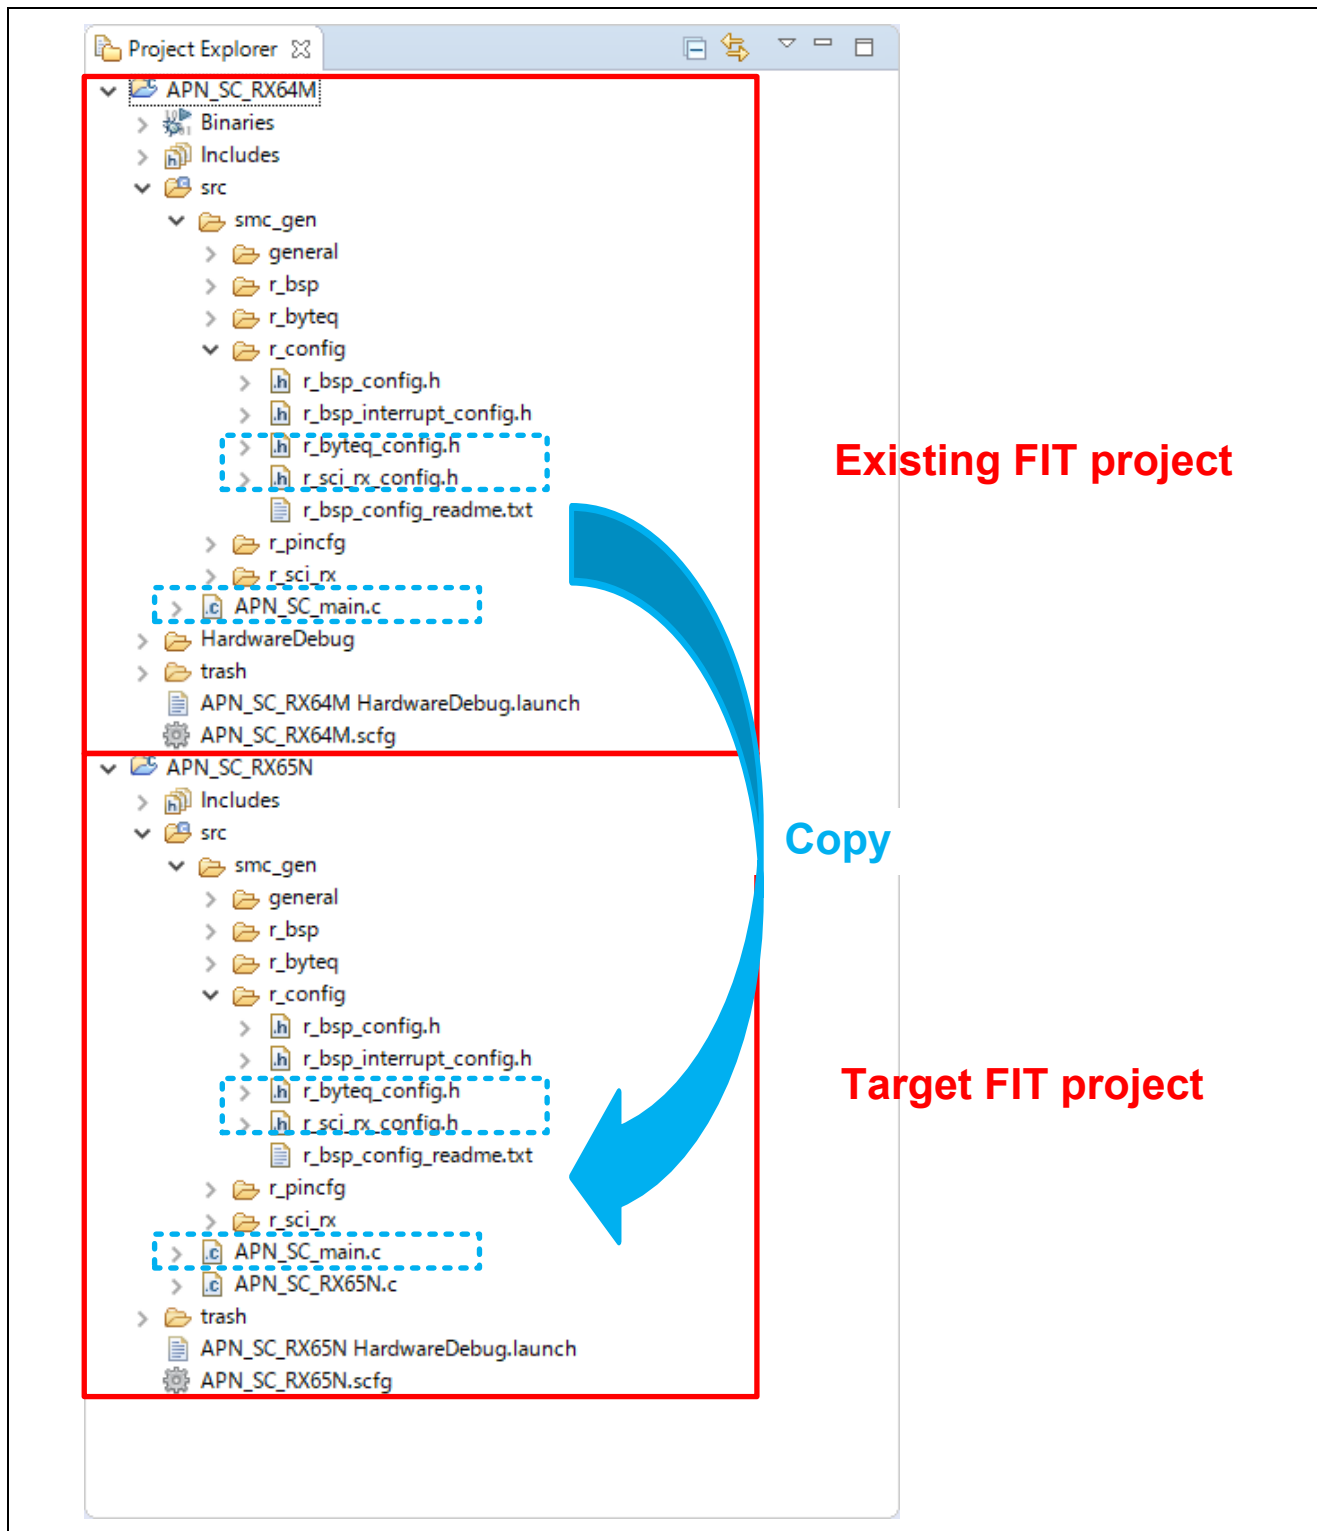 Project Explorer
APN_SC_RX64M
Binaries
Includes
src
smc_gen
general
r_bsp
r_byteq
r_config
r_bsp_config.h
r_bsp_interrupt_config.h
r_byteq_config.h
Existing FIT project
r_sci_rx_config.h
r_bsp_config_readme.txt
r_pincfg
r_sci_rx
APN_SC_main.c
HardwareDebug
trash
APN_SC_RX64M HardwareDebug.launch
APN_SC_RX64M.scfg
APN_SC_RX65N
Includes
src
Copy
smc_gen
general
r_bsp
r_byteq
r_config
r_bsp_config.h
r_bsp_interrupt_config.h
r_byteq_config.h
Target FIT project
r_sci_rx_config.h
r_bsp_config_readme.txt
r_pincfg
r_sci_rx
APN_SC_main.c
APN_SC_RX65N.c
trash
APN_SC_RX65N HardwareDebug.launch
APN_SC_RX65N.scfg